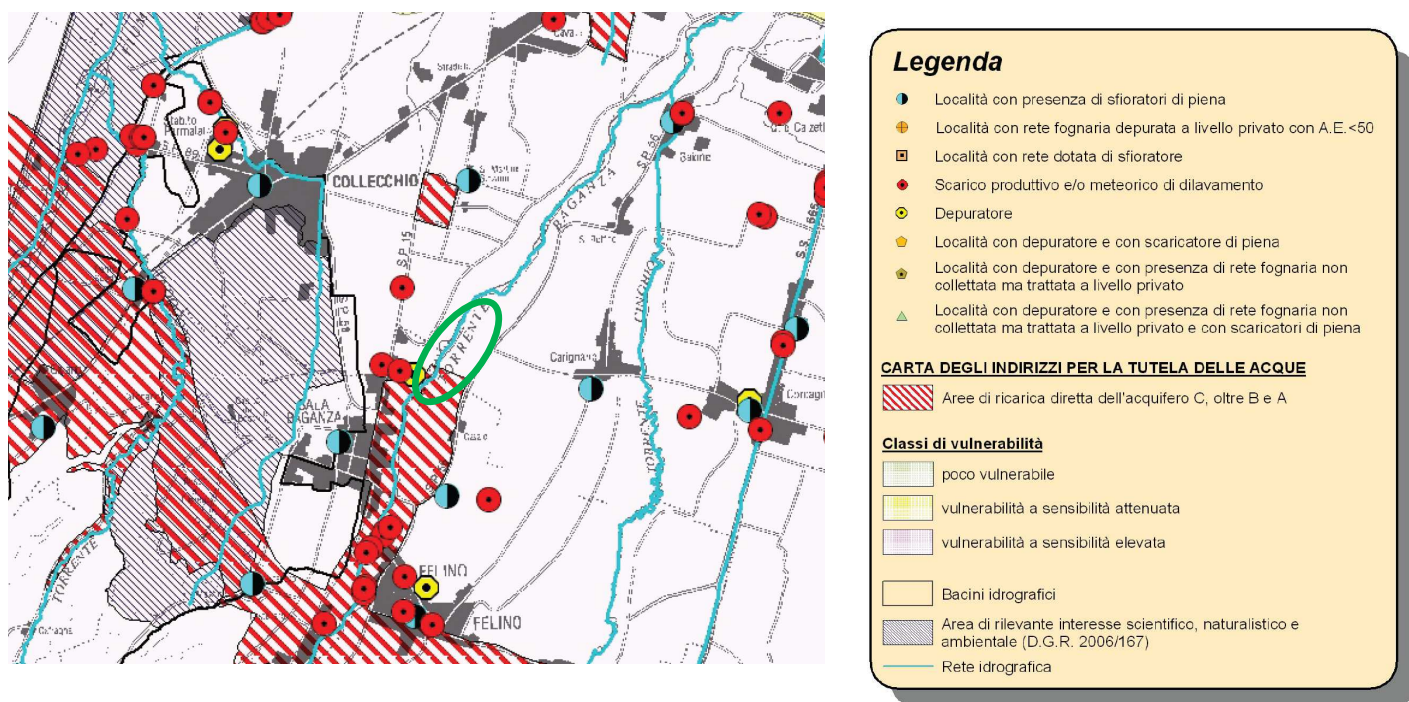 COLLECCHIO
S.P. 15
BAGANZA
TORRENTE
Carignano
CINGHIO
TORRENTE
SALA
BAGANZA
FELINO
FELINO
TORRENTE
Legenda
Località con presenza di sfioratori di piena
Località con rete fognaria depurata a livello privato con A.E.<50
Località con rete dotata di sfioratore
Scarico produttivo e/o meteorico di dilavamento
Depuratore
Località con depuratore e con scaricatore di piena
Località con depuratore e con presenza di rete fognaria non
collettata ma trattata a livello privato
Località con depuratore e con presenza di rete fognaria non
collettata ma trattata a livello privato e con scaricatori di piena
CARTA DEGLI INDIRIZZI PER LA TUTELA DELLE ACQUE
Aree di ricarica diretta dell'acquifero C, oltre B e A
Classi di vulnerabilità
poco vulnerabile
vulnerabilità a sensibilità attenuata
vulnerabilità a sensibilità elevata
Bacini idrografici
Area di rilevante interesse scientifico, naturalistico e
ambientale (D.G.R. 2006/167)
Rete idrografica